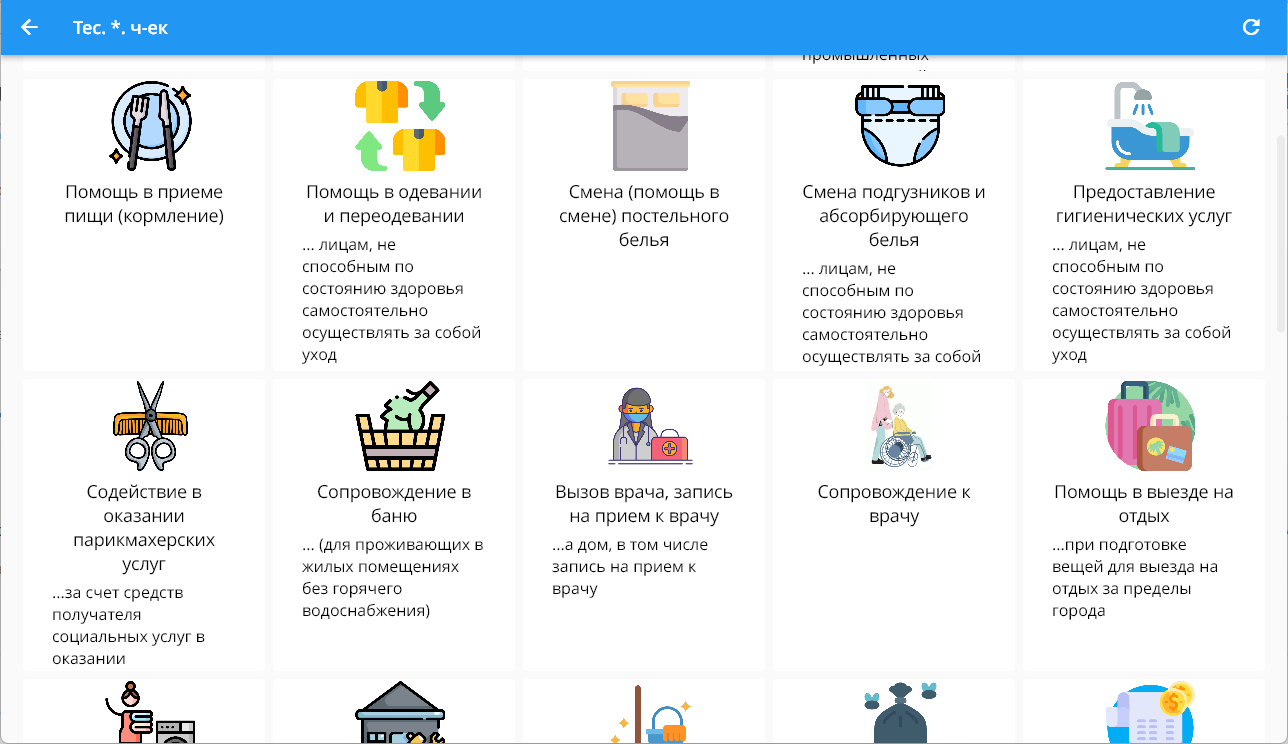 Тес. *. ч-ек
промышленных
Помощь в приеме
пищи (кормление)
Помощь в одевании
и переодевании
... лицам, не
способным по
состоянию здоровья
самостоятельно
осуществлять за собой
уход
Смена (помощь в
смене) постельного
белья
Смена подгузников и
абсорбирующего
белья
... лицам, не
способным по
состоянию здоровья
самостоятельно
осуществлять за собой
Предоставление
гигиенических услуг
... лицам, не
способным по
состоянию здоровья
самостоятельно
осуществлять за собой
уход
Содействие в
оказании
парикмахерских
услуг
...за счет средств
получателя
социальных услуг в
оказании
Сопровождение в
баню
... (для проживающих в
жилых помещениях
без горячего
водоснабжения)
Вызов врача, запись
на прием к врачу
...а дом, в том числе
запись на прием к
врачу
Сопровождение к
врачу
Помощь в выезде на
отдых
...при подготовке
вещей для выезда на
отдых за пределы
города